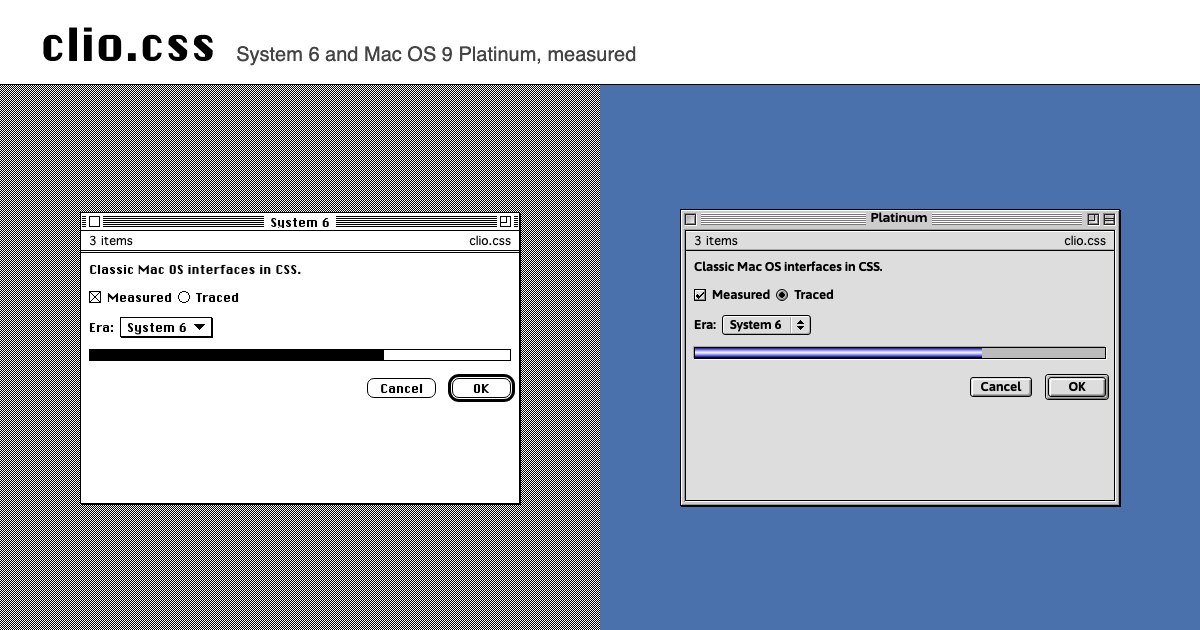 clio.css System 6 and Mac OS 9 Platinum, measured
System 6
3 items clio.css
Classic Mac OS interfaces in CSS.
Measured Traced
Era: System 6
Cancel OK
Platinum
3 items clio.css
Classic Mac OS interfaces in CSS.
Measured Traced
Era: System 6
Cancel OK